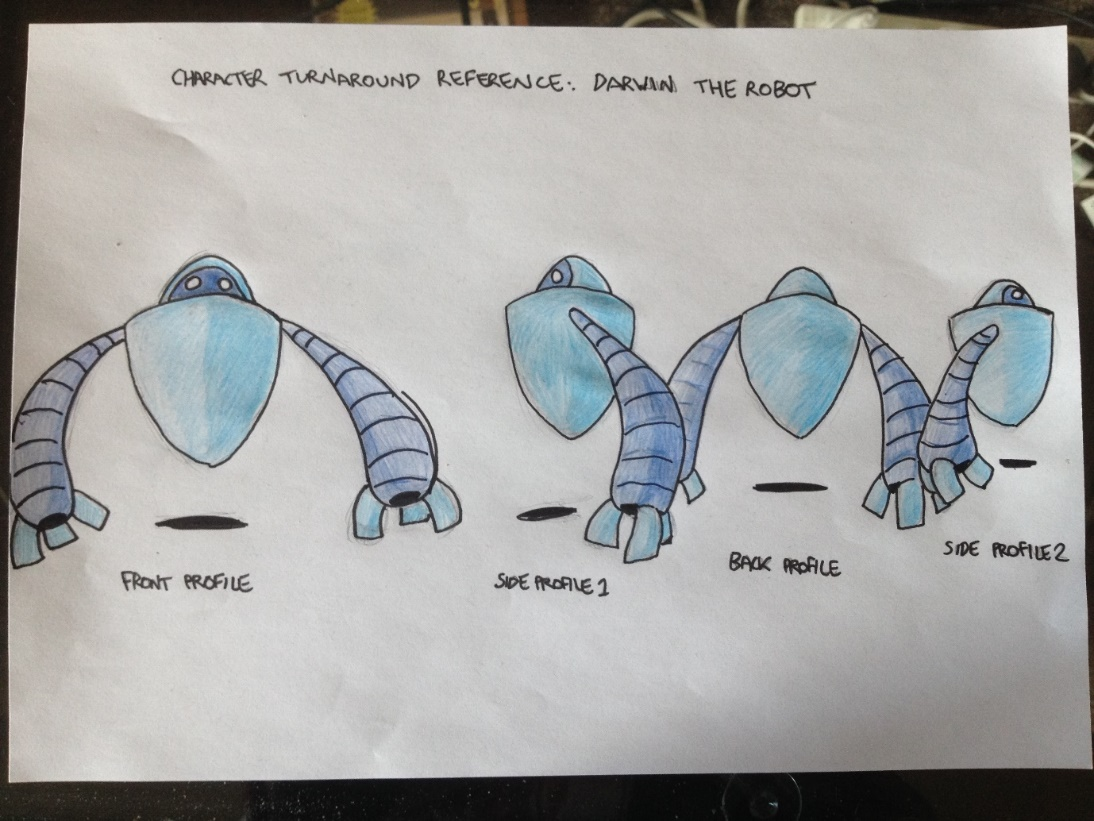 CHARACTER TURNAROUND REFERENCE: DARWIN THE ROBOT
FRONT PROFILE
SIDE PROFILE 1
BACK PROFILE
SIDE PROFILE 2